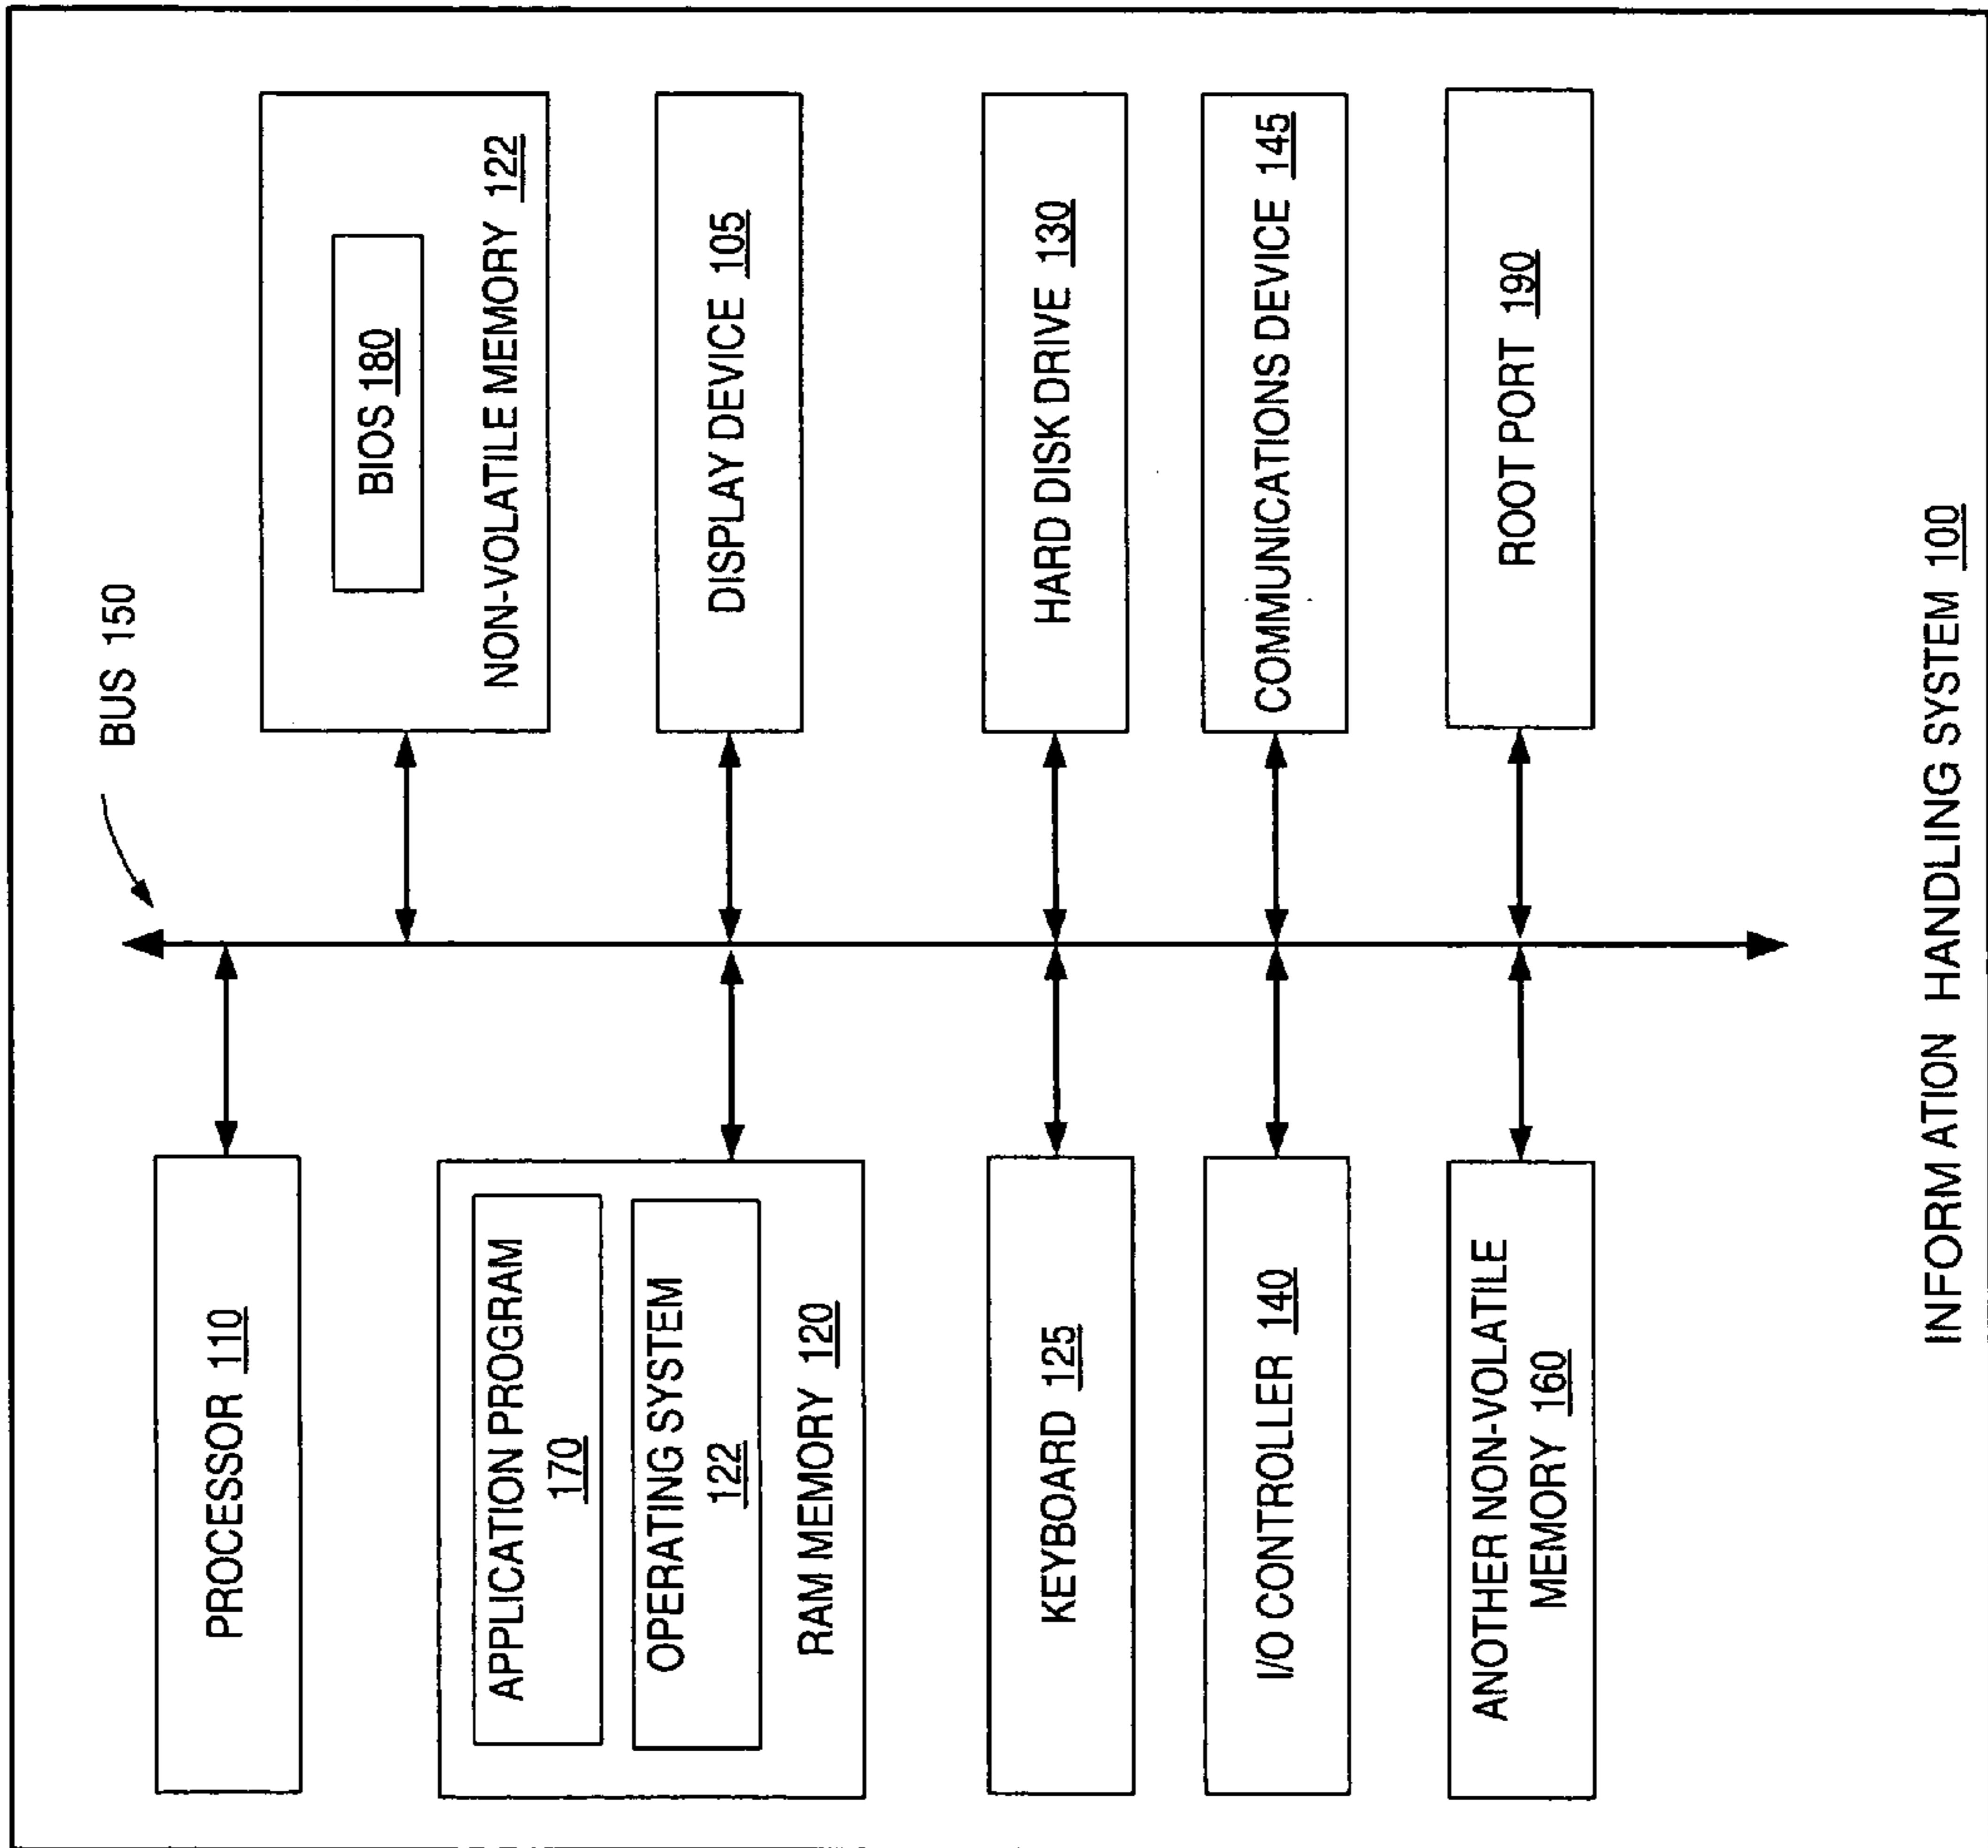 BUS 150
PROCESSOR 110
BIOS 180
NON-VOLATILE MEMORY 122
APPLICATION PROGRAM
170
OPERATING SYSTEM
122
RAM MEMORY 120
DISPLAY DEVICE 105
KEYBOARD 125
HARD DISK DRIVE 130
I/O CONTROLLER 140
COMMUNICATIONS DEVICE 145
ANOTHER NON-VOLATILE
MEMORY 160
ROOT PORT 190
INFORMATION HANDLING SYSTEM 100